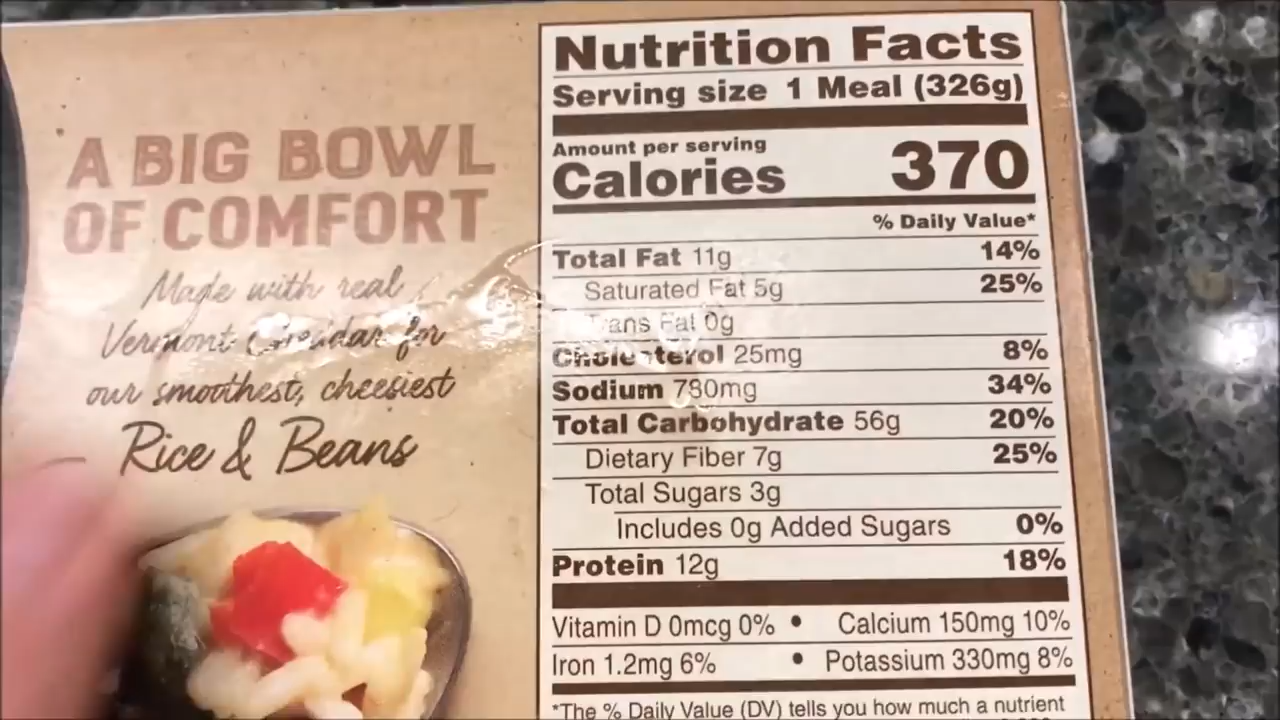 A BIG BOWL
OF COMFORT
Made with real
Vermont Cheddar for
our smoothest, cheesiest
Rice & Beans
Nutrition Facts
Serving size 1 Meal (326g)
Amount per serving
Calories 370
% Daily Value*
Total Fat 11g 14%
Saturated Fat 5g 25%
Trans Fat 0g
Cholesterol 25mg 8%
Sodium 780mg 34%
Total Carbohydrate 56g 20%
Dietary Fiber 7g 25%
Total Sugars 3g
Includes 0g Added Sugars 0%
Protein 12g 18%
Vitamin D 0mcg 0% • Calcium 150mg 10%
Iron 1.2mg 6% • Potassium 330mg 8%
*The % Daily Value (DV) tells you how much a nutrient